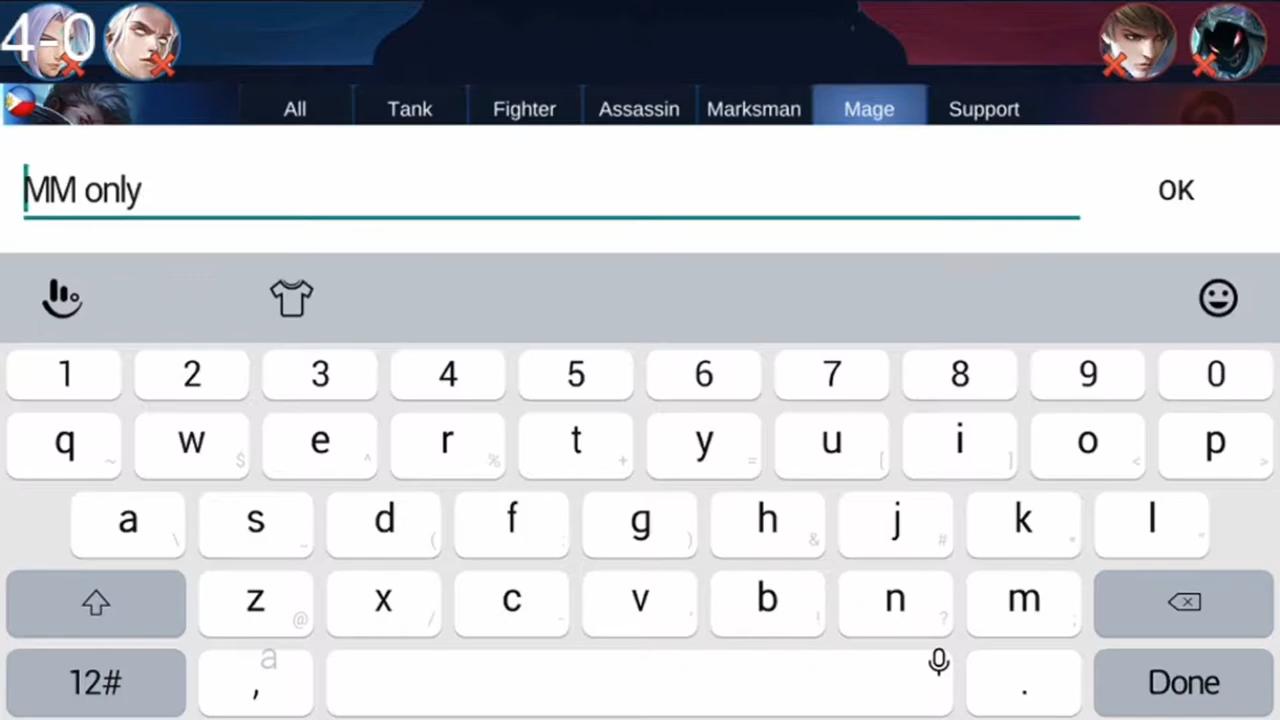 4-0
All Tank Fighter Assassin Marksman Mage Support
MM only
OK
1 2 3 4 5 6 7 8 9 0
q ~ w $ e ^ r % t + y = u [ i ] o < p >
a \ s _ d ( f : g ) h & j # k * l "
z @ x / c - v ' b ! n ? m ;
12# a , . Done